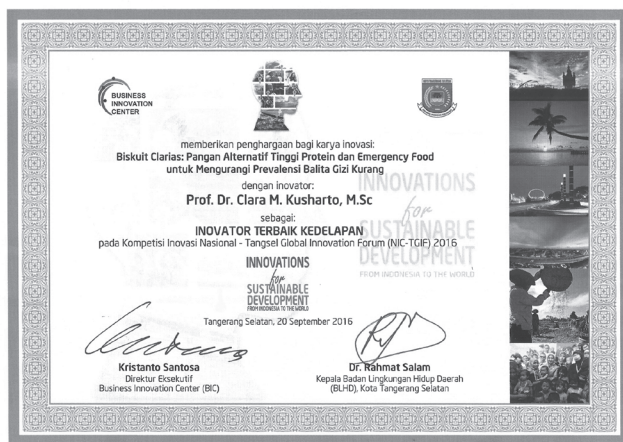 BUSINESS
INNOVATION
CENTER
memberikan penghargaan bagi karya inovasi:
Biskuit Clarias: Pangan Alternatif Tinggi Protein dan Emergency Food
untuk Mengurangi Prevalensi Balita Gizi Kurang
dengan inovator:
Prof. Dr. Clara M. Kusharto, M.Sc
sebagai:
INOVATOR TERBAIK KEDELAPAN
pada Kompetisi Inovasi Nasional - Tangsel Global Innovation Forum (NIC-TGIF) 2016
INNOVATIONS
for
SUSTAINABLE
DEVELOPMENT
FROM INDONESIA TO THE WORLD
INNOVATIONS
for
SUSTAINABLE
DEVELOPMENT
FROM INDONESIA TO THE WORLD
Tangerang Selatan, 20 September 2016
Kristanto Santosa
Direktur Eksekutif
Business Innovation Center (BIC)
Dr. Rahmat Salam
Kepala Badan Lingkungan Hidup Daerah
(BLHD), Kota Tangerang Selatan